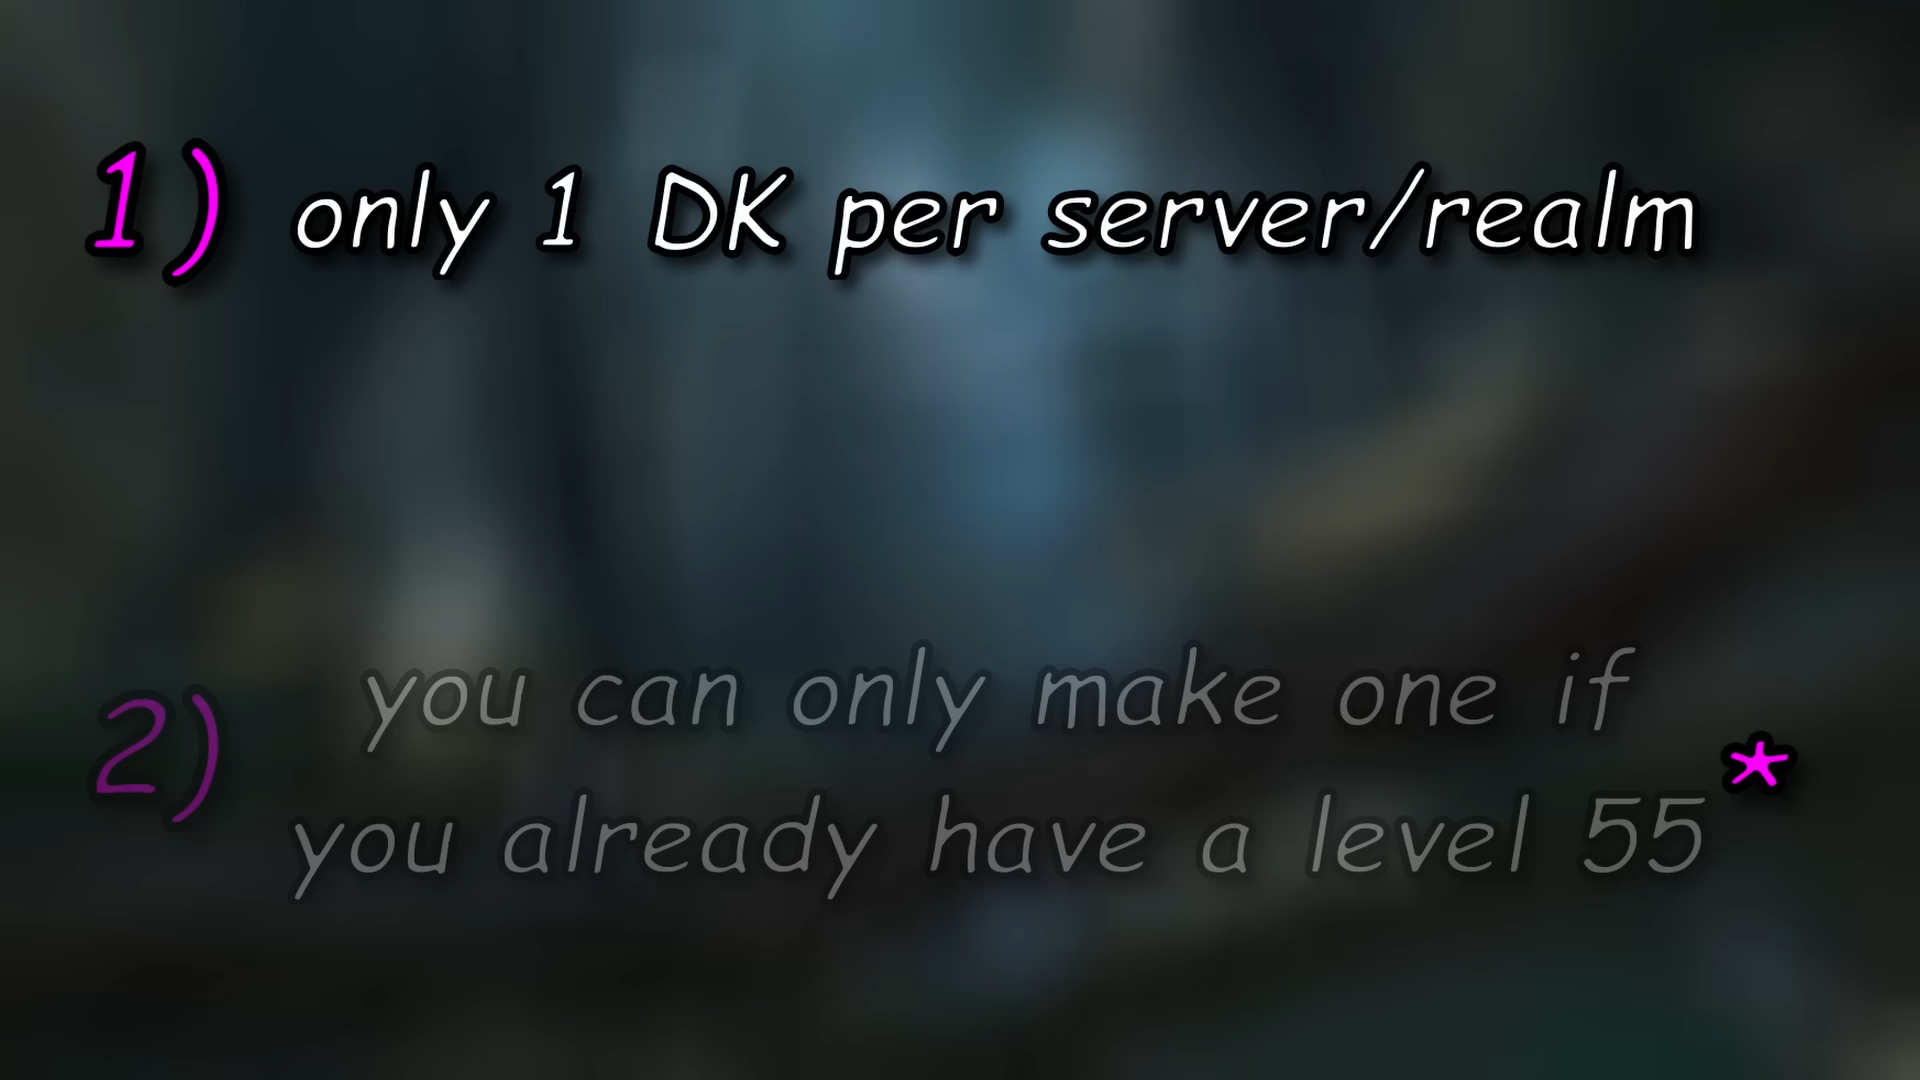 1) only 1 DK per server/realm
2) you can only make one if
you already have a level 55 *